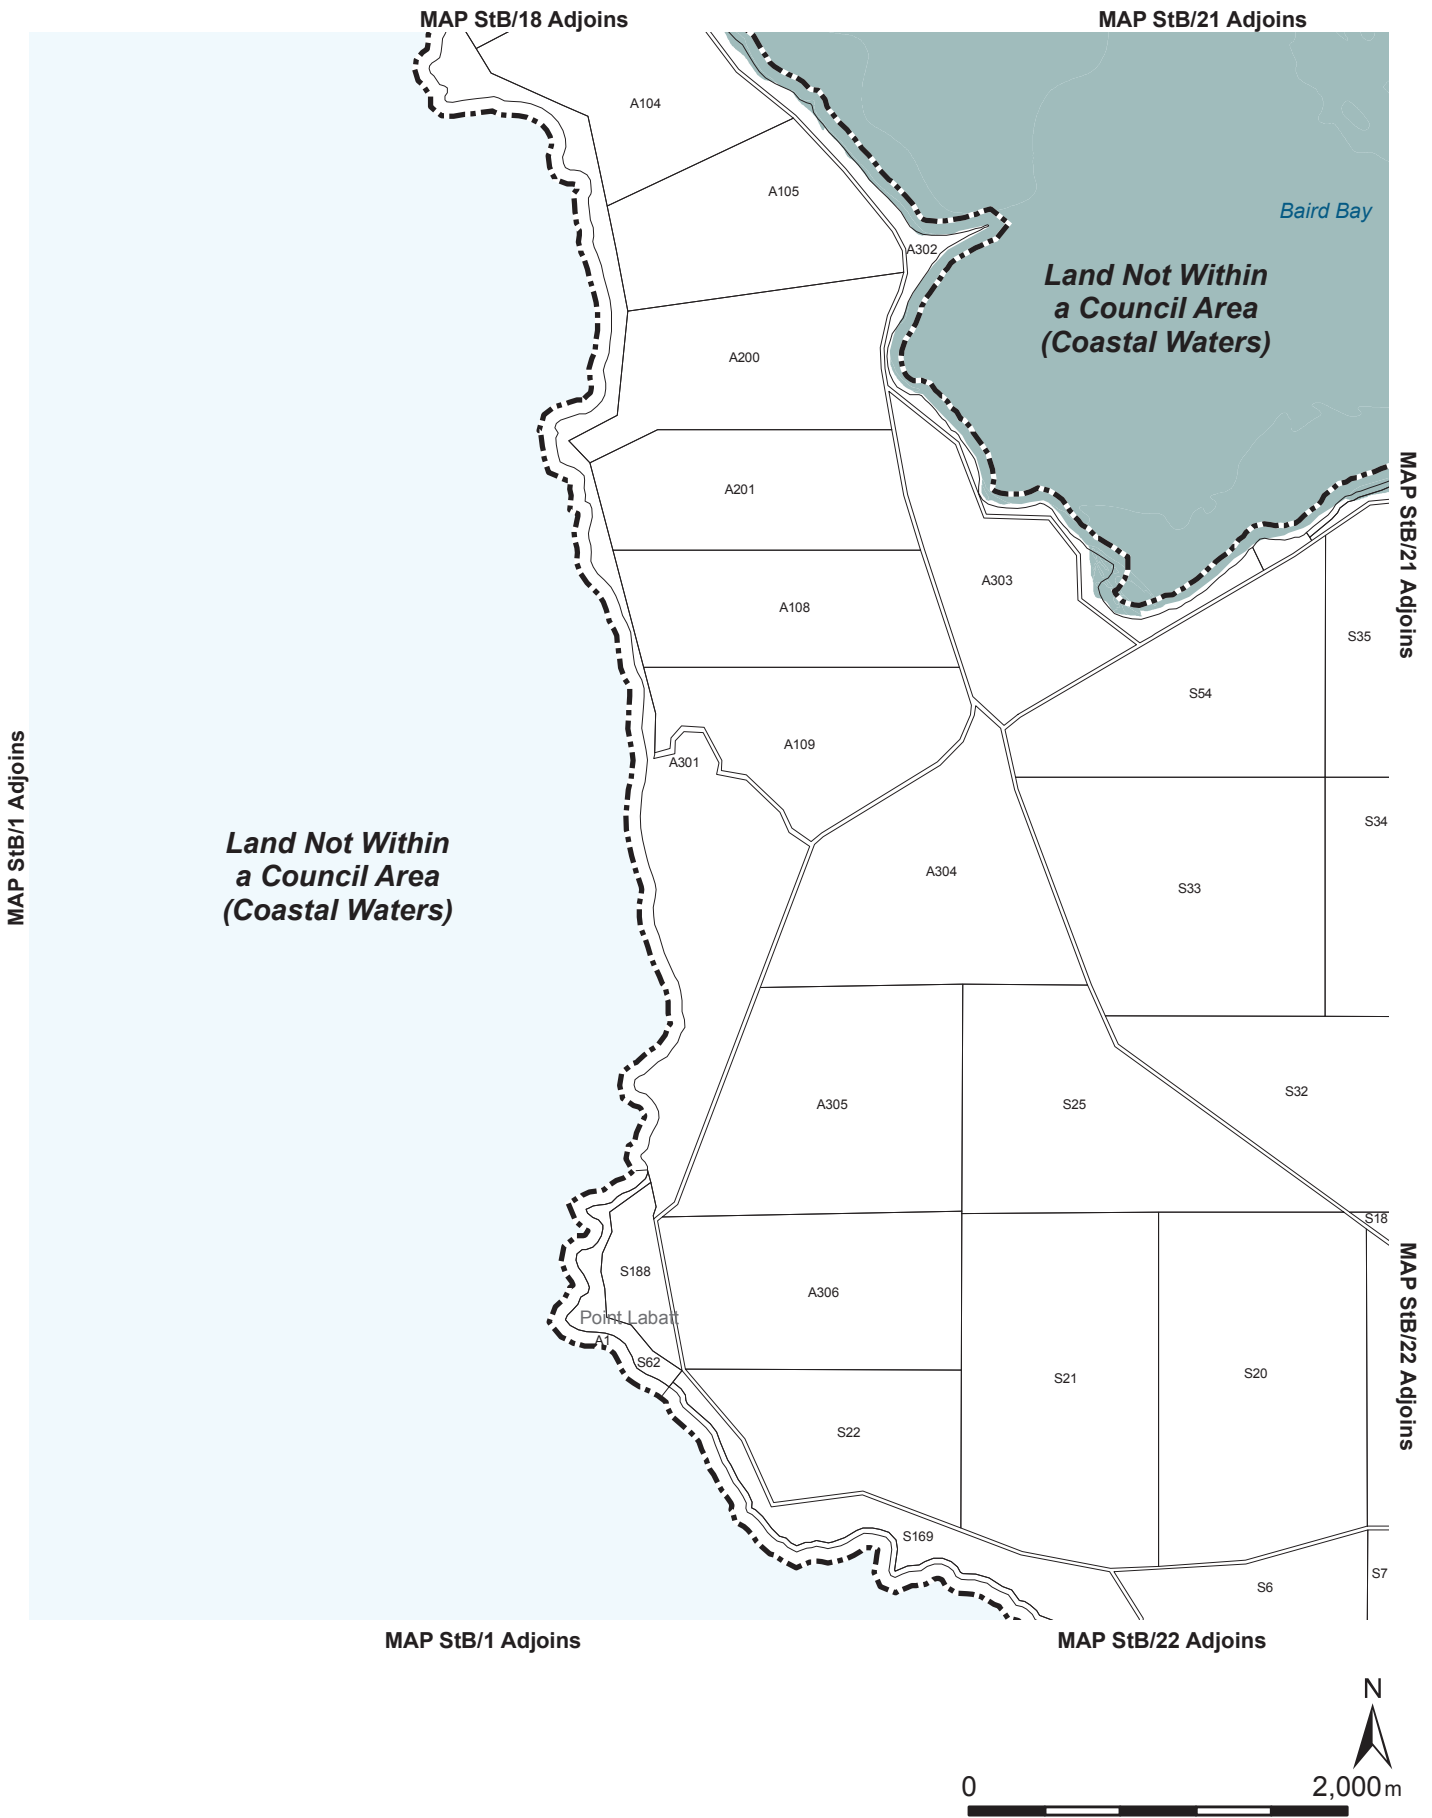 MAP StB/18 Adjoins
MAP StB/21 Adjoins
A104
A105
Baird Bay
A302
Land Not Within
a Council Area
(Coastal Waters)
A200
A201
MAP StB/21 Adjoins
A303
A108
S35
S54
A109
A301
MAP StB/1 Adjoins
S34
Land Not Within
a Council Area
(Coastal Waters)
A304
S33
S32
A305
S25
S18
S188
A306
Point Labatt
A1
S62
MAP StB/22 Adjoins
S21
S20
S22
S169
S7
S6
MAP StB/1 Adjoins
MAP StB/22 Adjoins
N
0
2,000 m